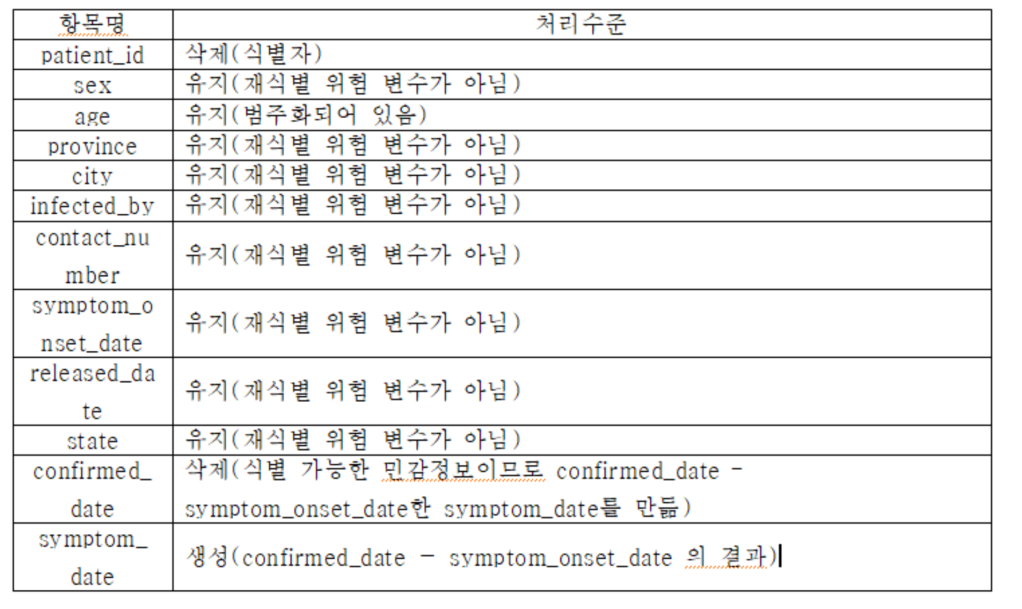 항목명 처리수준
patient_id 삭제(식별자)
sex 유지(재식별 위험 변수가 아님)
age 유지(범주화되어 있음)
province 유지(재식별 위험 변수가 아님)
city 유지(재식별 위험 변수가 아님)
infected_by 유지(재식별 위험 변수가 아님)
contact_nu
mber
유지(재식별 위험 변수가 아님)
symptom_o
nset_date
유지(재식별 위험 변수가 아님)
released_da
te
유지(재식별 위험 변수가 아님)
state 유지(재식별 위험 변수가 아님)
confirmed_
date
삭제(식별 가능한 민감정보이므로 confirmed_date -
symptom_onset_date한 symptom_date를 만듦)
symptom_
date
생성(confirmed_date - symptom_onset_date 의 결과)